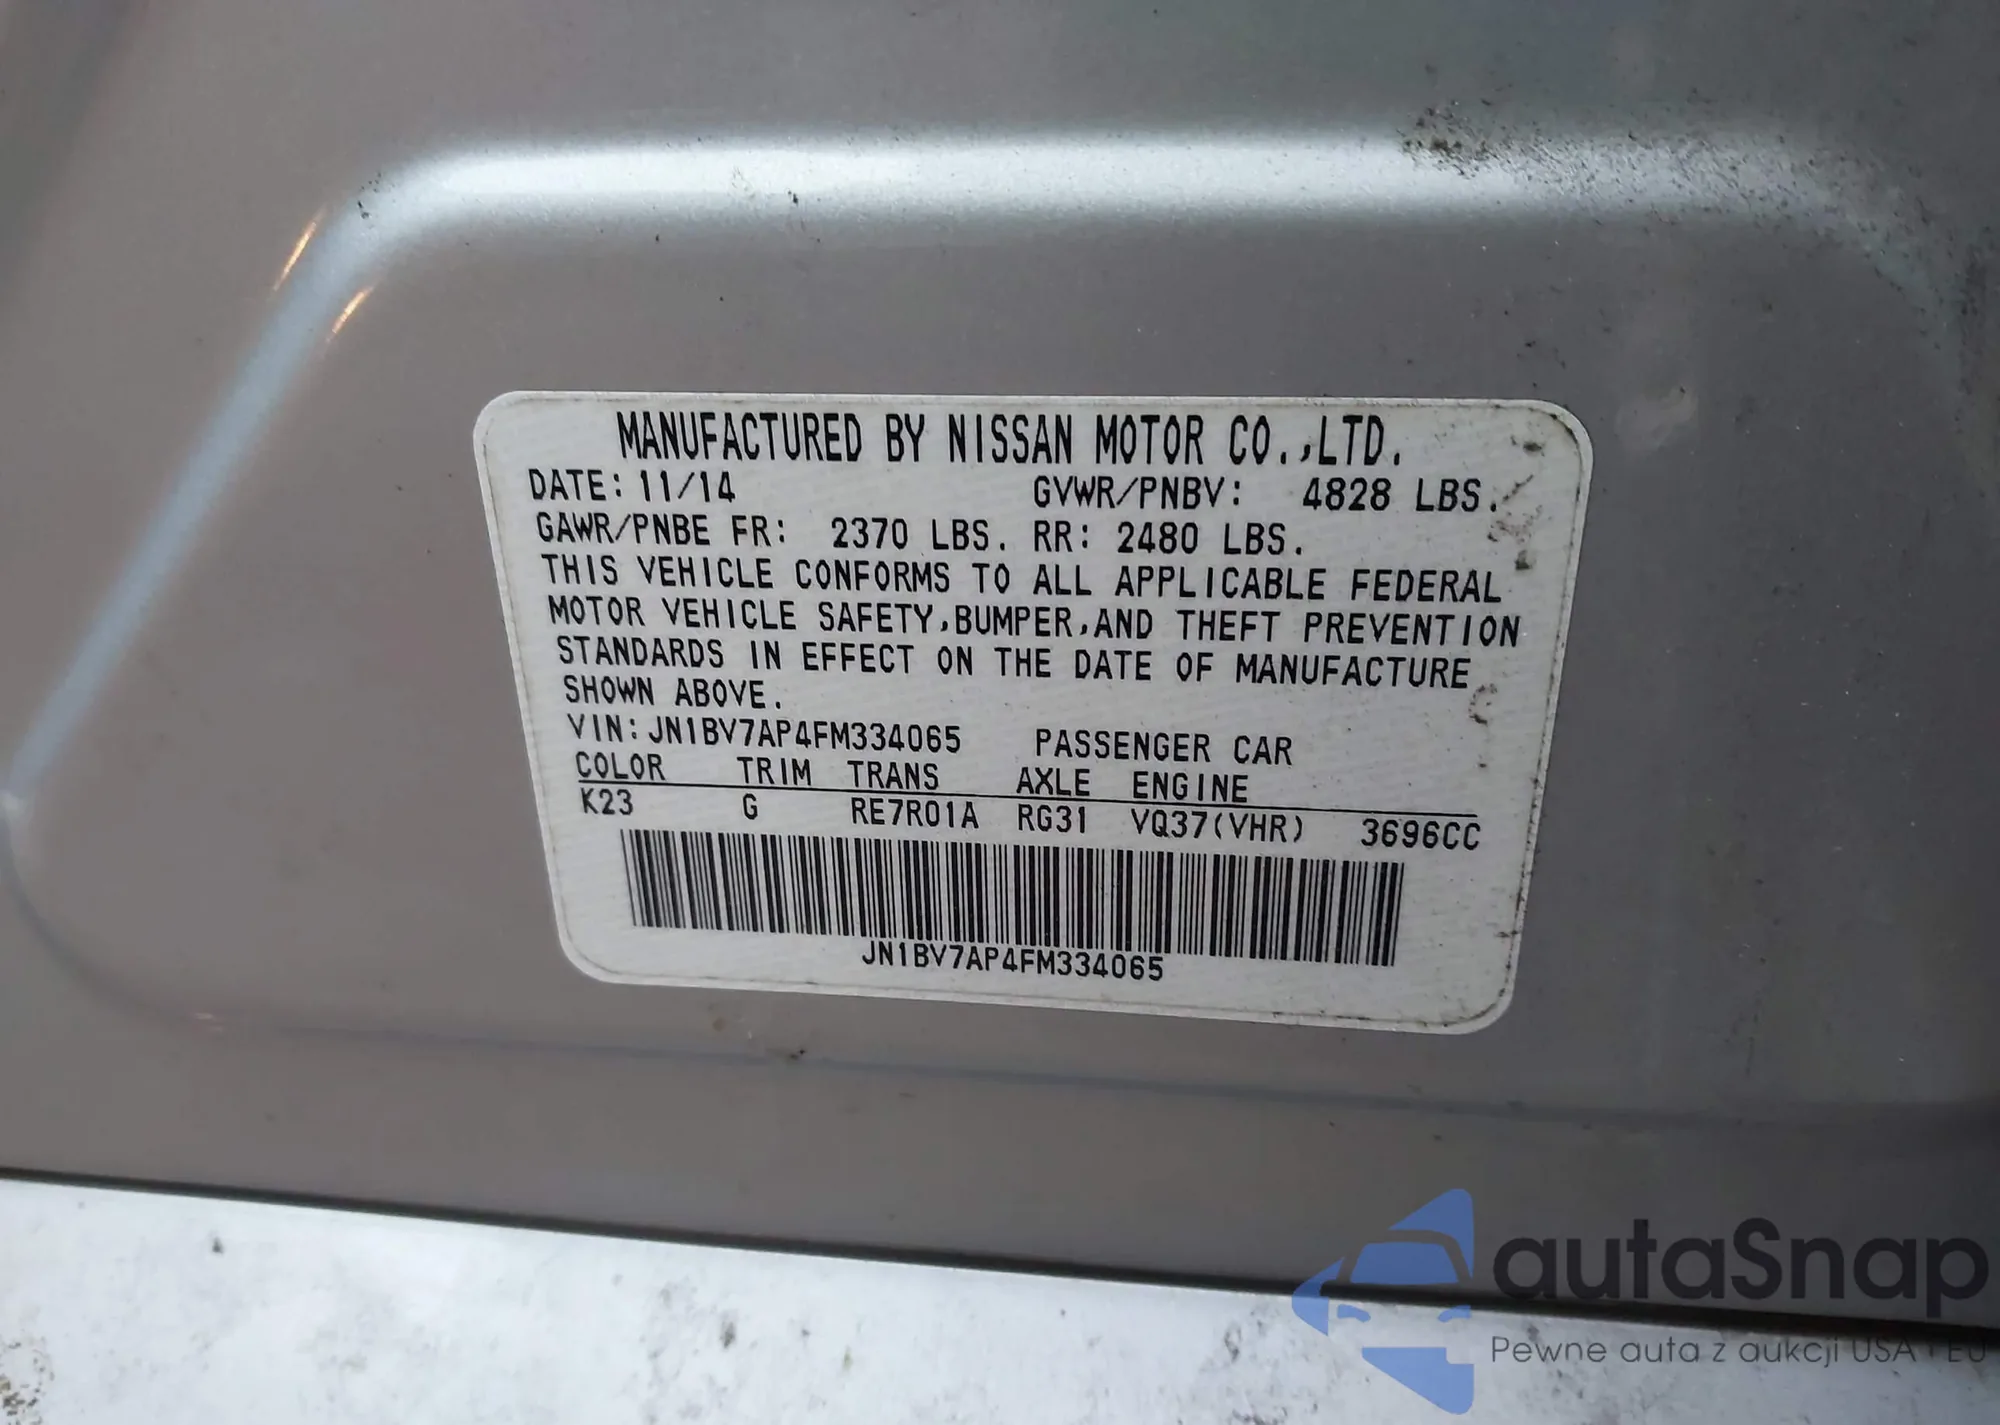 MANUFACTURED BY NISSAN MOTOR CO.,LTD.
DATE: 11/14 GVWR/PNBV: 4828 LBS.
GAWR/PNBE FR: 2370 LBS. RR: 2480 LBS.
THIS VEHICLE CONFORMS TO ALL APPLICABLE FEDERAL
MOTOR VEHICLE SAFETY,BUMPER,AND THEFT PREVENTION
STANDARDS IN EFFECT ON THE DATE OF MANUFACTURE
SHOWN ABOVE.
VIN:JN1BV7AP4FM334065 PASSENGER CAR
COLOR TRIM TRANS AXLE ENGINE
K23 G RE7R01A RG31 VQ37(VHR) 3696CC
JN1BV7AP4FM334065
autaSnap
Pewne auta z aukcji USA • EU